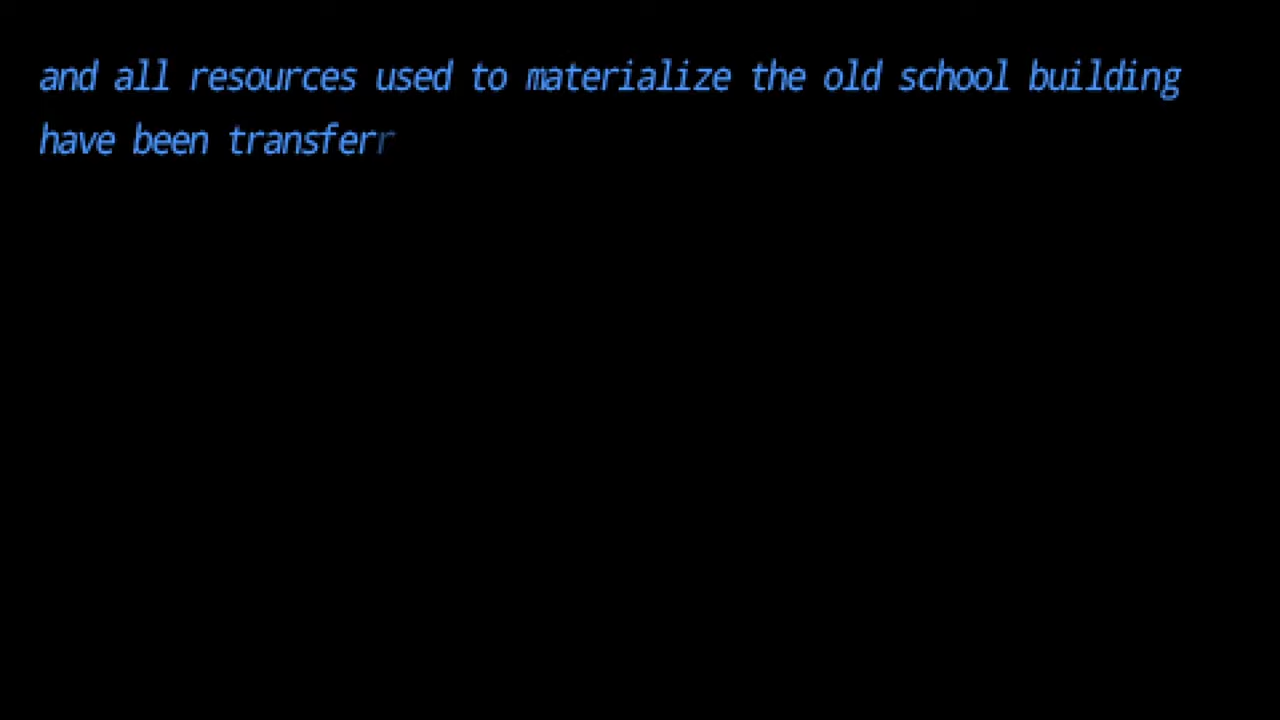 and all resources used to materialize the old school building
have been transferr